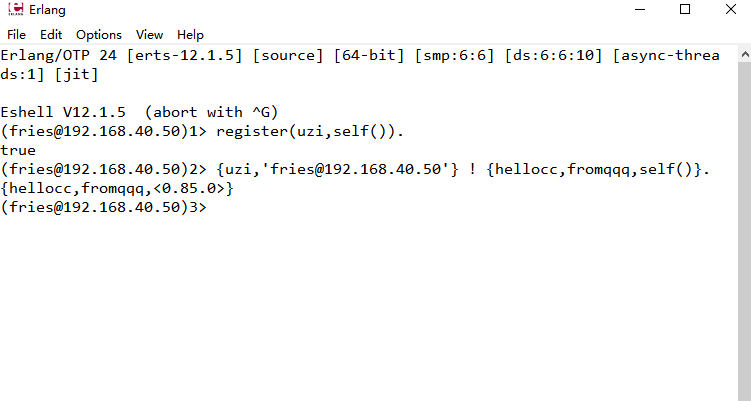 Erlang
File Edit Options View Help
Erlang/OTP 24 [erts-12.1.5] [source] [64-bit] [smp:6:6] [ds:6:6:10] [async-threa
ds:1] [jit]
Eshell V12.1.5  (abort with ^G)
(fries@192.168.40.50)1> register(uzi,self()).
true
(fries@192.168.40.50)2> {uzi,'fries@192.168.40.50'} ! {hellocc,fromqqq,self()}.
{hellocc,fromqqq,<0.85.0>}
(fries@192.168.40.50)3>